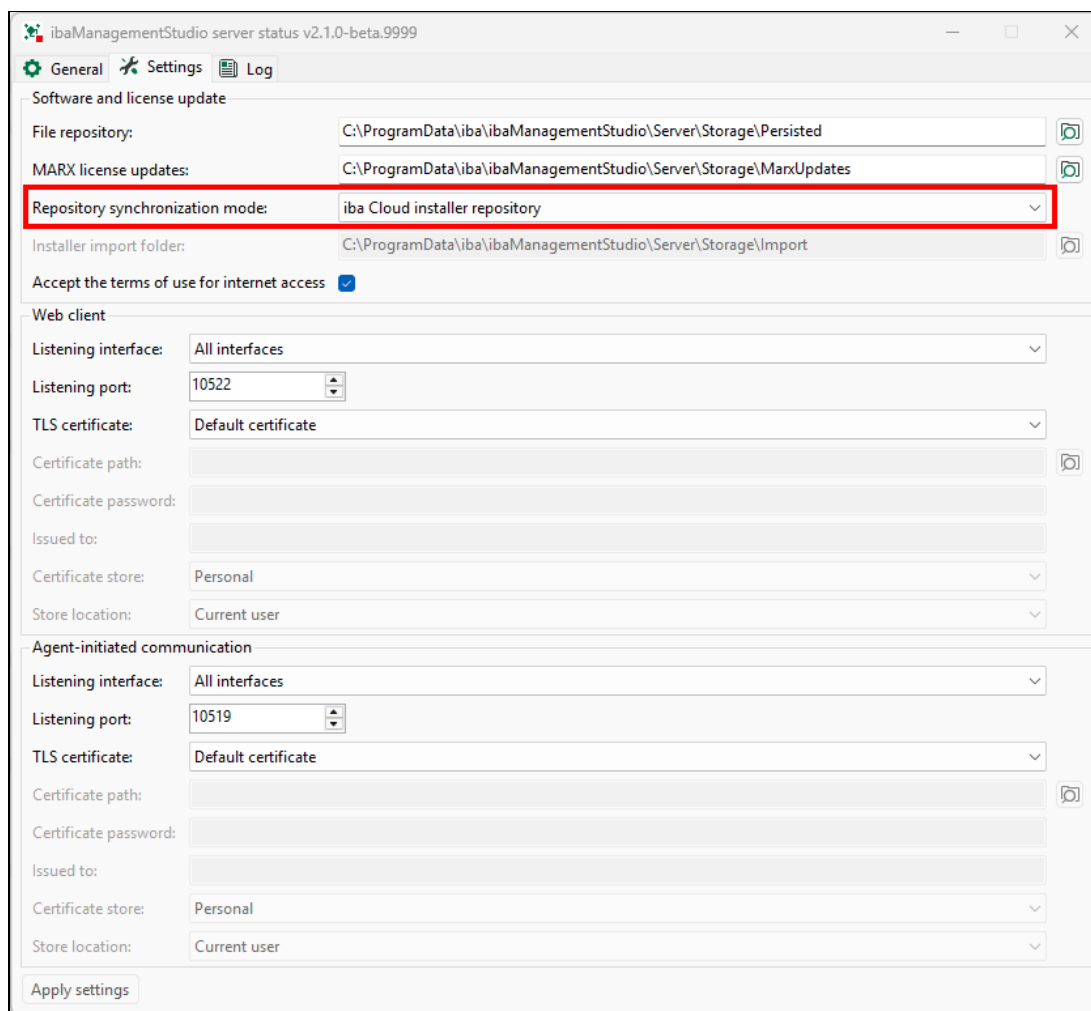 ibaManagementStudio server status v2.1.0-beta.9999
General Settings Log
Software and license update
File repository: C:\ProgramData\iba\ibaManagementStudio\Server\Storage\Persisted
MARX license updates: C:\ProgramData\iba\ibaManagementStudio\Server\Storage\MarxUpdates
Repository synchronization mode: iba Cloud installer repository
Installer import folder: C:\ProgramData\iba\ibaManagementStudio\Server\Storage\Import
Accept the terms of use for internet access
Web client
Listening interface: All interfaces
Listening port: 10522
TLS certificate: Default certificate
Certificate path:
Certificate password:
Issued to:
Certificate store: Personal
Store location: Current user
Agent-initiated communication
Listening interface: All interfaces
Listening port: 10519
TLS certificate: Default certificate
Certificate path:
Certificate password:
Issued to:
Certificate store: Personal
Store location: Current user
Apply settings